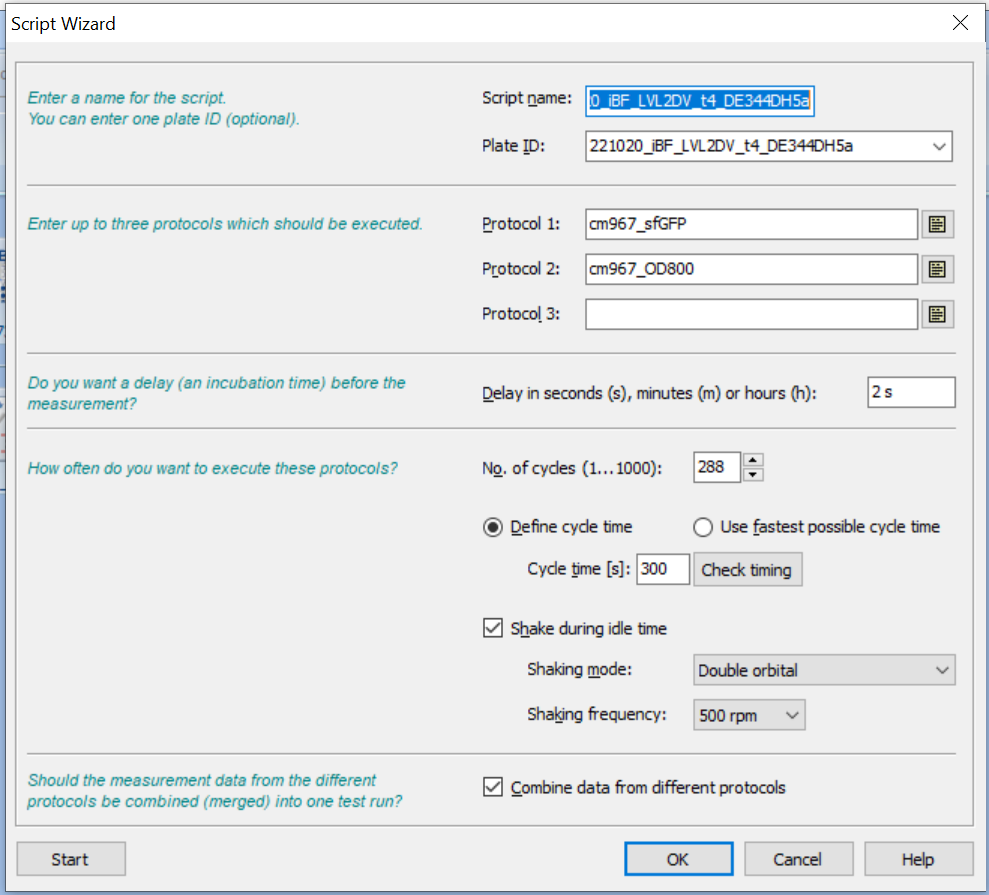 Script Wizard
Enter a name for the script.
You can enter one plate ID (optional).
Script name: 0_iBF_LVL2DV_t4_DE344DH5a
Plate ID: 221020_iBF_LVL2DV_t4_DE344DH5a
Enter up to three protocols which should be executed.
Protocol 1: cm967_sfGFP
Protocol 2: cm967_OD800
Protocol 3:
Do you want a delay (an incubation time) before the
measurement?
Delay in seconds (s), minutes (m) or hours (h): 2 s
How often do you want to execute these protocols?
No. of cycles (1...1000): 288
Define cycle time
Use fastest possible cycle time
Cycle time [s]: 300 Check timing
Shake during idle time
Shaking mode: Double orbital
Shaking frequency: 500 rpm
Should the measurement data from the different
protocols be combined (merged) into one test run?
Combine data from different protocols
Start OK Cancel Help